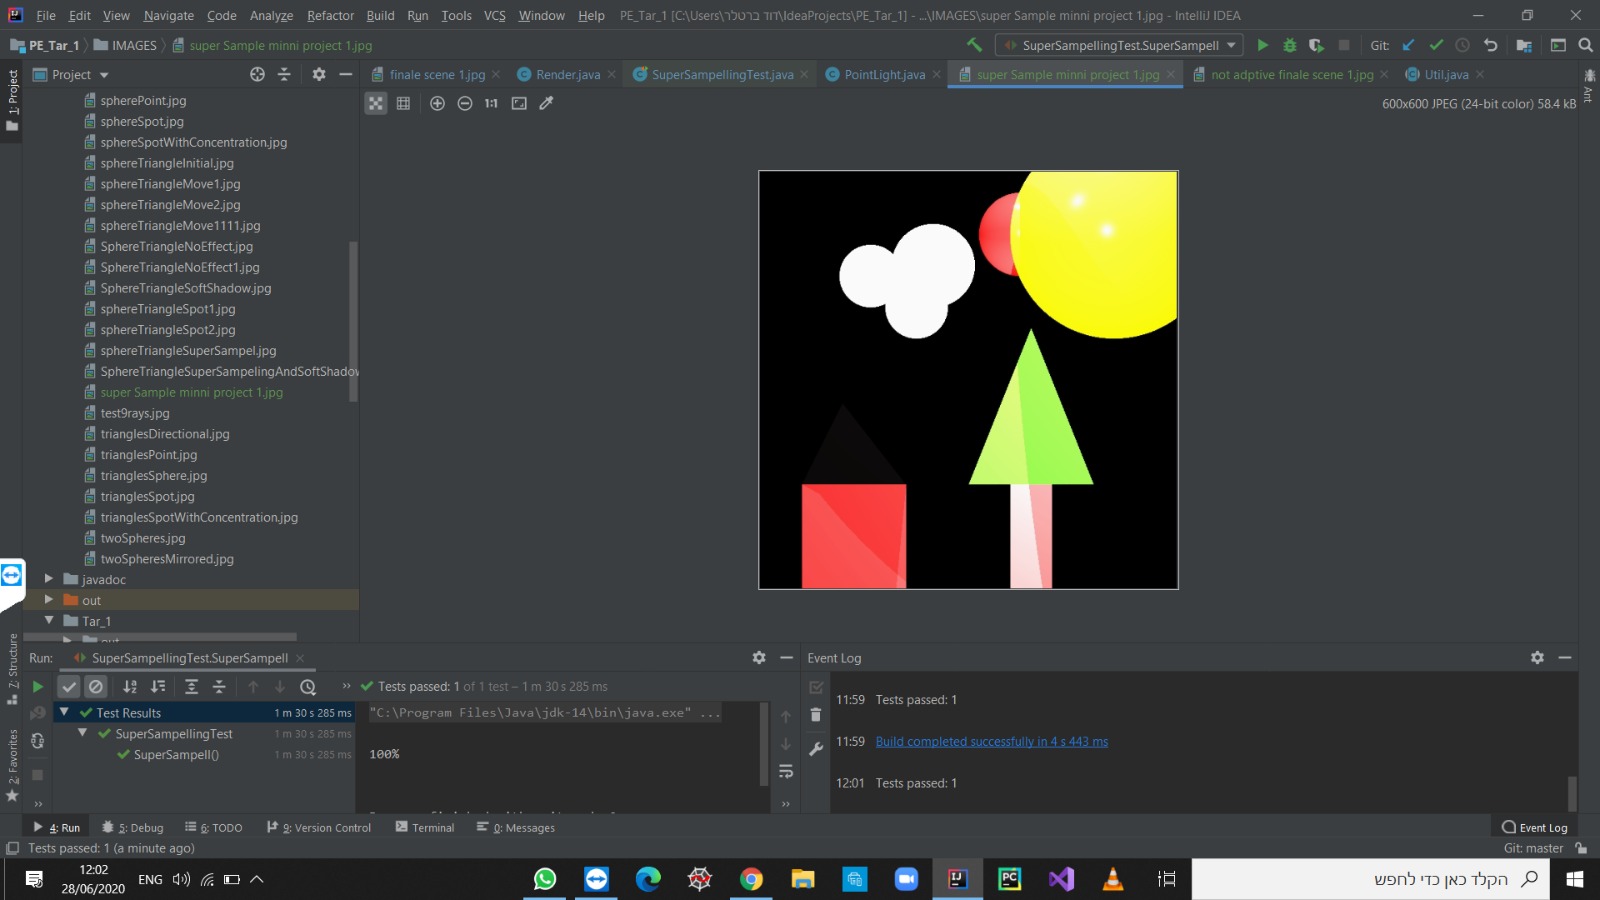 File Edit View Navigate Code Analyze Refactor Build Run Tools VCS Window Help PE_Tar_1 [C:\Users\דוד ברטלר\IdeaProjects\PE_Tar_1] - ...\IMAGES\super Sample minni project 1.jpg - IntelliJ IDEA
PE_Tar_1 IMAGES super Sample minni project 1.jpg
SuperSampellingTest.SuperSampell Git:
Project
finale scene 1.jpg Render.java SuperSampellingTest.java PointLight.java super Sample minni project 1.jpg not adptive finale scene 1.jpg Util.java
1:1
600x600 JPEG (24-bit color) 58.4 kB
1: Project
Ant
spherePoint.jpg
sphereSpot.jpg
sphereSpotWithConcentration.jpg
sphereTriangleInitial.jpg
sphereTriangleMove1.jpg
sphereTriangleMove2.jpg
sphereTriangleMove1111.jpg
SphereTriangleNoEffect.jpg
SphereTriangleNoEffect1.jpg
SphereTriangleSoftShadow.jpg
sphereTriangleSpot1.jpg
sphereTriangleSpot2.jpg
sphereTriangleSuperSampel.jpg
SphereTriangleSuperSampelingAndSoftShadow
super Sample minni project 1.jpg
test9rays.jpg
trianglesDirectional.jpg
trianglesPoint.jpg
trianglesSphere.jpg
trianglesSpot.jpg
trianglesSpotWithConcentration.jpg
twoSpheres.jpg
twoSpheresMirrored.jpg
javadoc
out
Tar_1
7: Structure
2: Favorites
Run: SuperSampellingTest.SuperSampell
Tests passed: 1 of 1 test – 1 m 30 s 285 ms
Test Results 1 m 30 s 285 ms
SuperSampellingTest 1 m 30 s 285 ms
SuperSampell() 1 m 30 s 285 ms
"C:\Program Files\Java\jdk-14\bin\java.exe" ...
100%
Event Log
11:59 Tests passed: 1
11:59 Build completed successfully in 4 s 443 ms
12:01 Tests passed: 1
4: Run 5: Debug 6: TODO 9: Version Control Terminal 0: Messages Event Log
Tests passed: 1 (a minute ago) Git: master
12:02
28/06/2020
ENG
הקלד כאן כדי לחפש